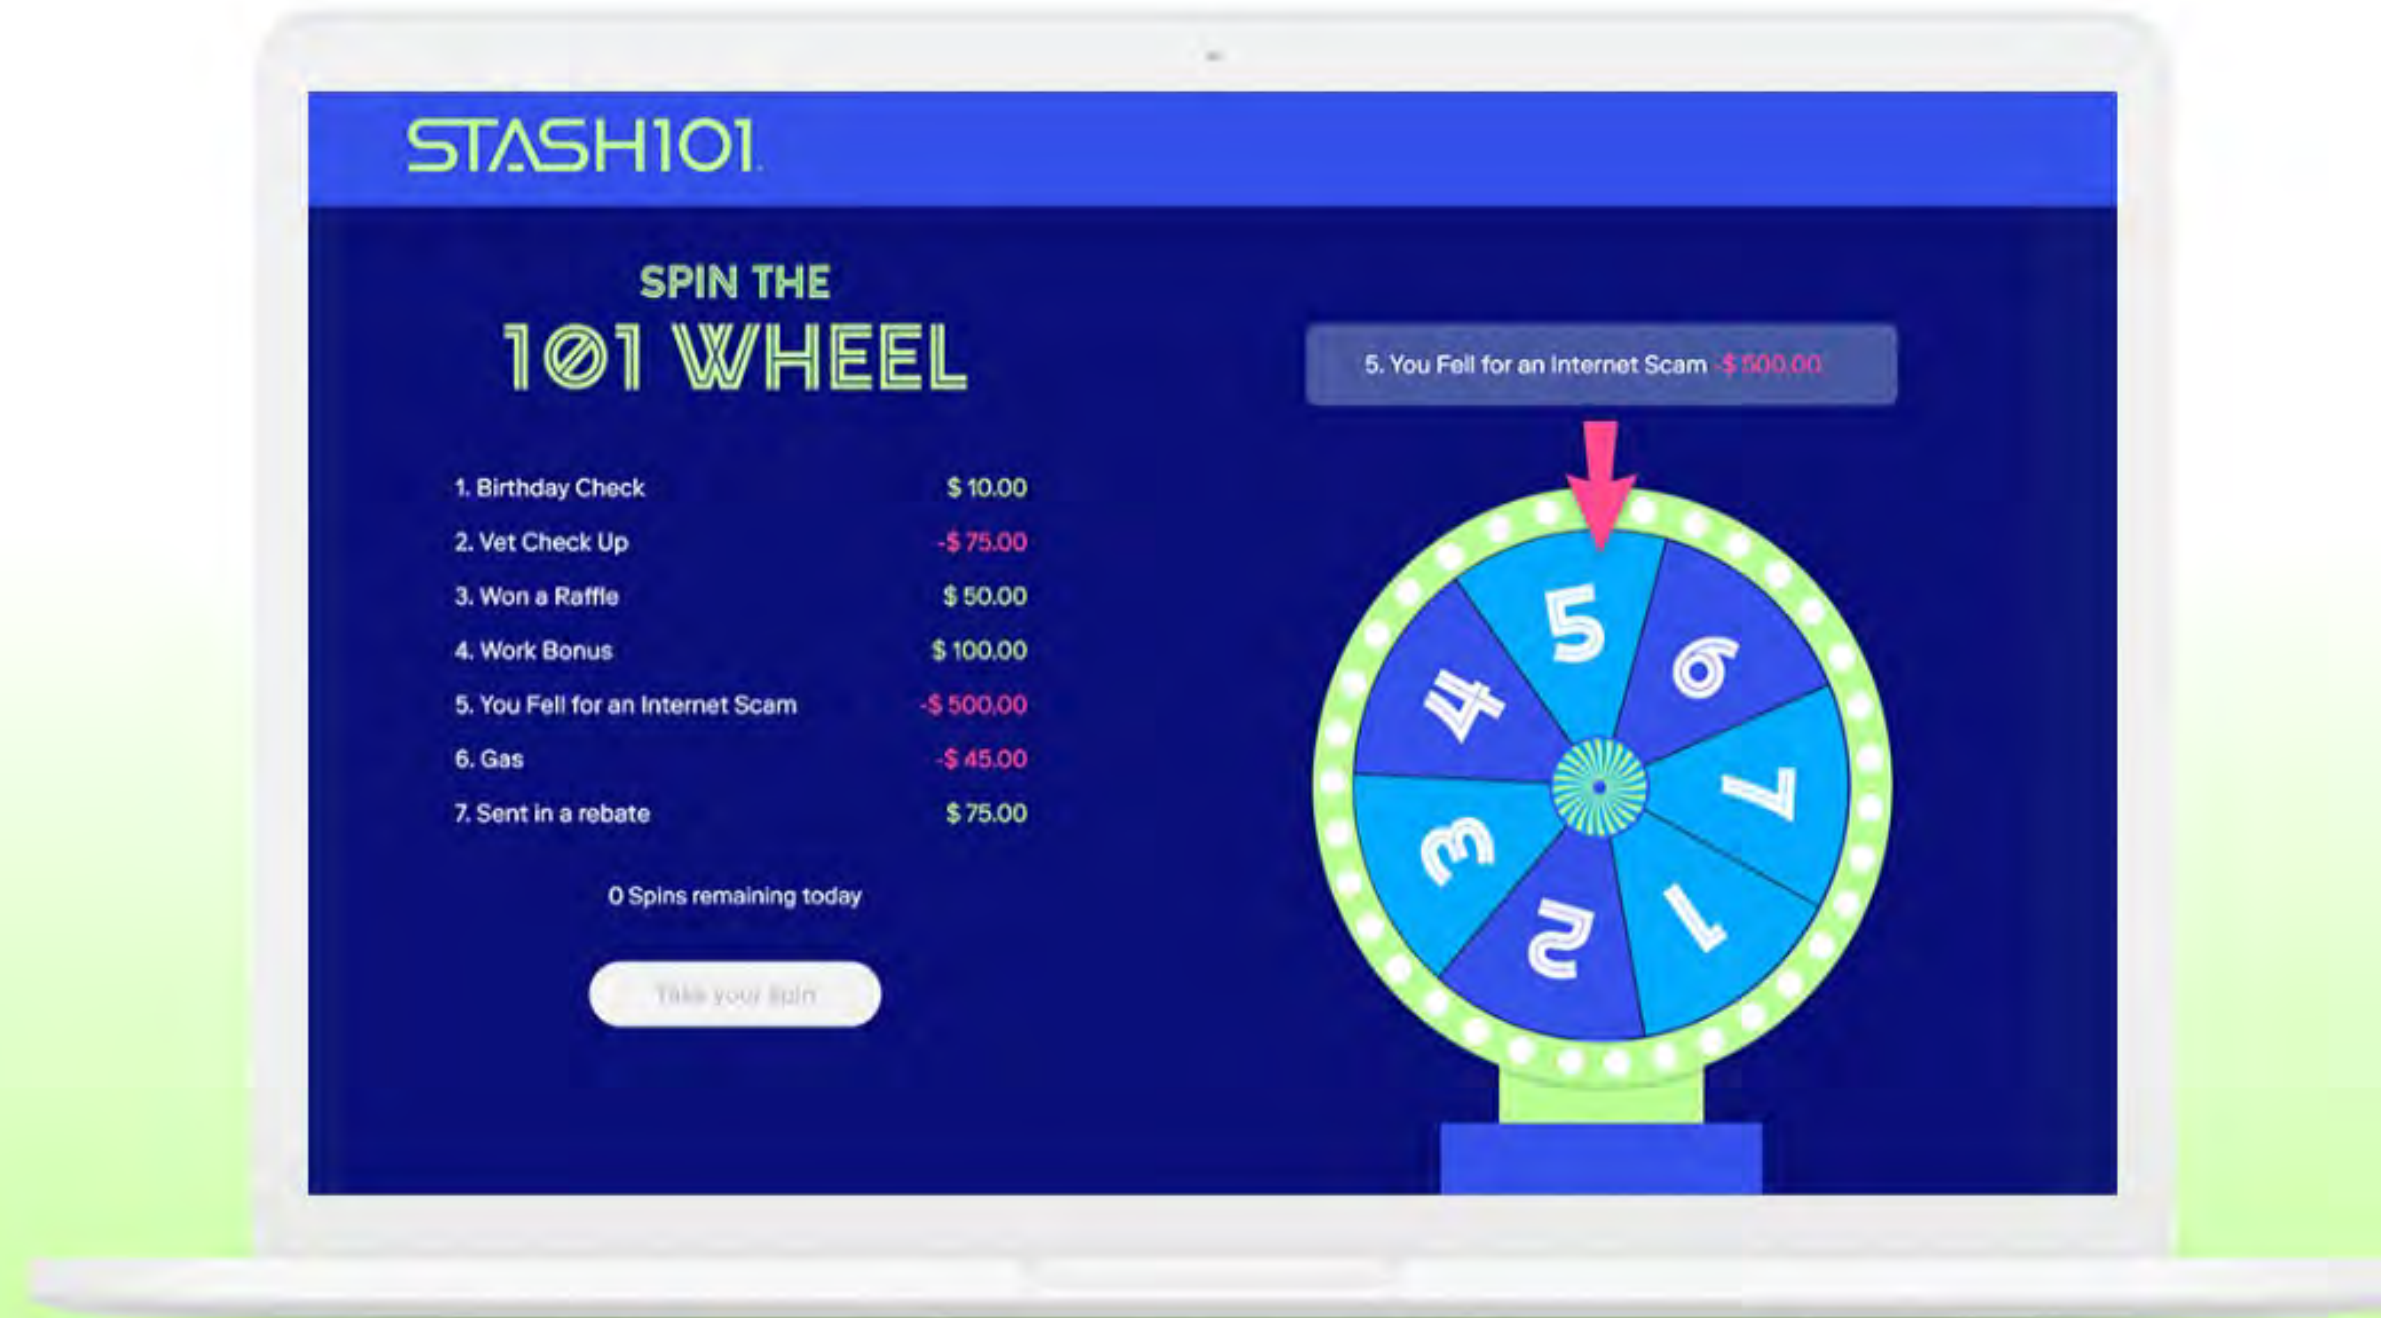 STASH101
SPIN THE
101 WHEEL
1. Birthday Check $ 10.00
2. Vet Check Up -$ 75.00
3. Won a Raffle $ 50.00
4. Work Bonus $ 100.00
5. You Fell for an Internet Scam -$ 500.00
6. Gas -$ 45.00
7. Sent in a rebate $ 75.00
0 Spins remaining today
Take your spin
5. You Fell for an Internet Scam -$ 500.00
5
6
7
1
2
3
4